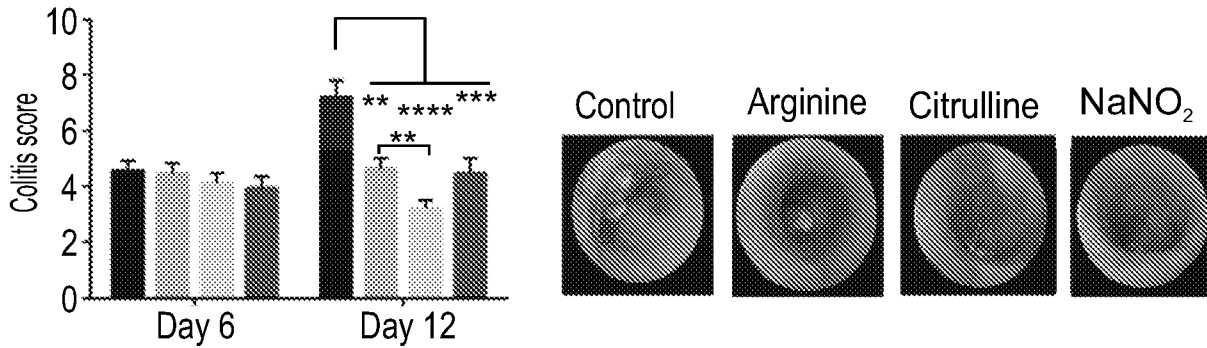 Colitis score
10
8
6
4
2
0
**
****
***
**
Day 6
Day 12
Control
Arginine
Citrulline
NaNO₂